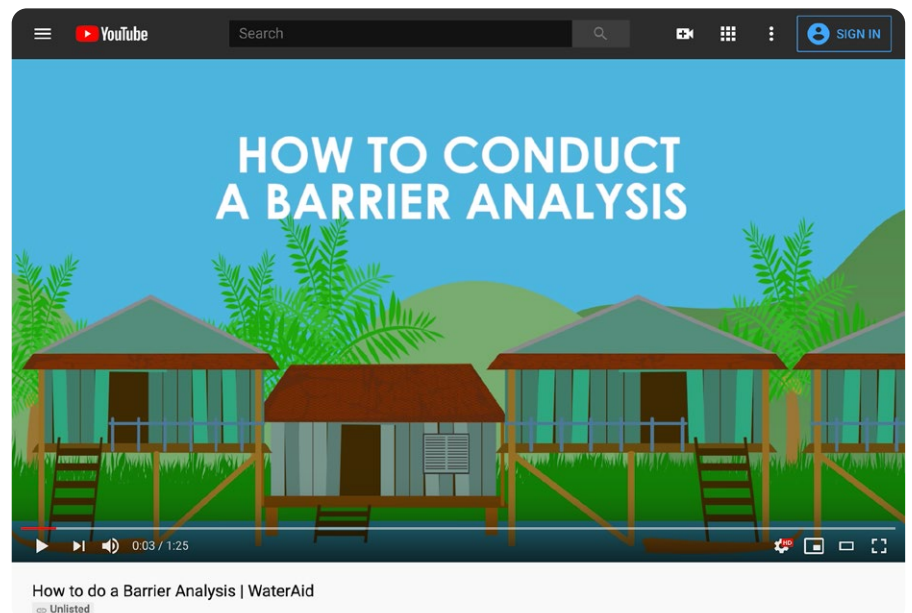 YouTube
Search
SIGN IN
HOW TO CONDUCT
A BARRIER ANALYSIS
0:03 / 1:25
HD
How to do a Barrier Analysis | WaterAid
Unlisted